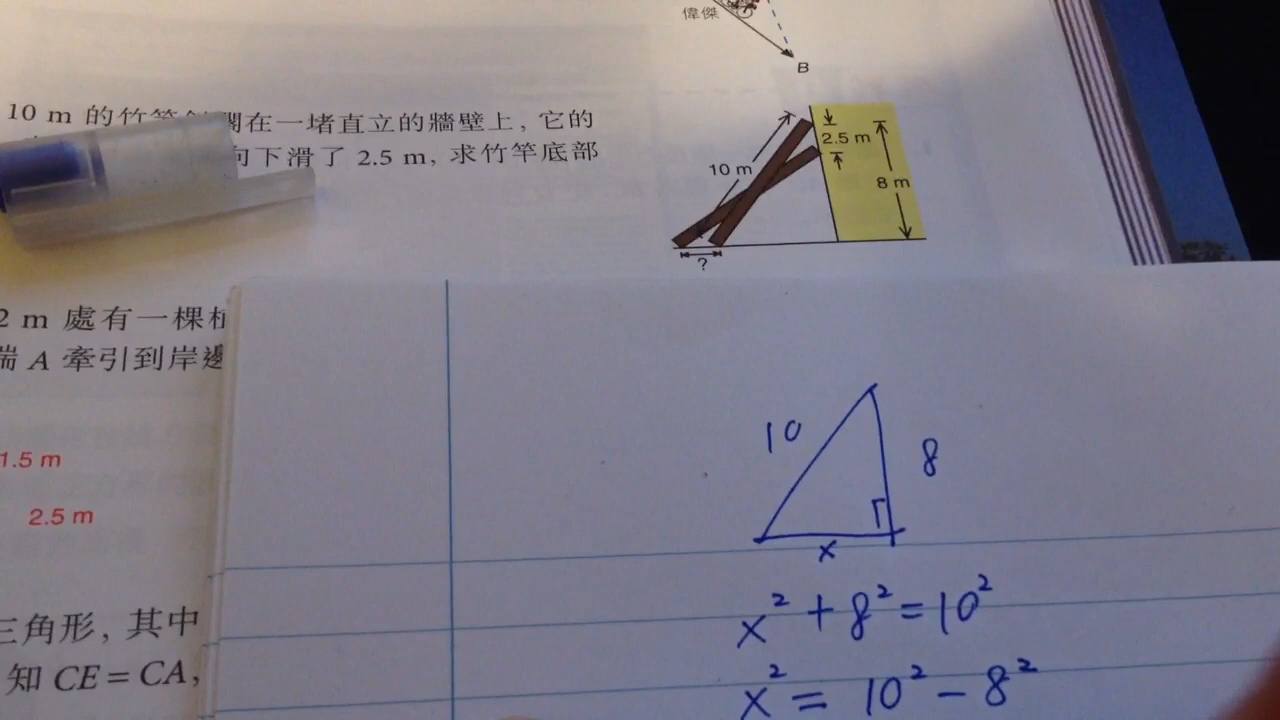 偉傑
B
10 m 的竹竿 擱在一堵直立的牆壁上, 它的
向下滑了 2.5 m, 求竹竿底部
10 m
2.5 m
8 m
?
2 m 處有一棵
端 A 牽引到岸邊
1.5 m
2.5 m
三角形, 其中
知 CE = CA,
10
8
x
x² + 8² = 10²
x² = 10² − 8²